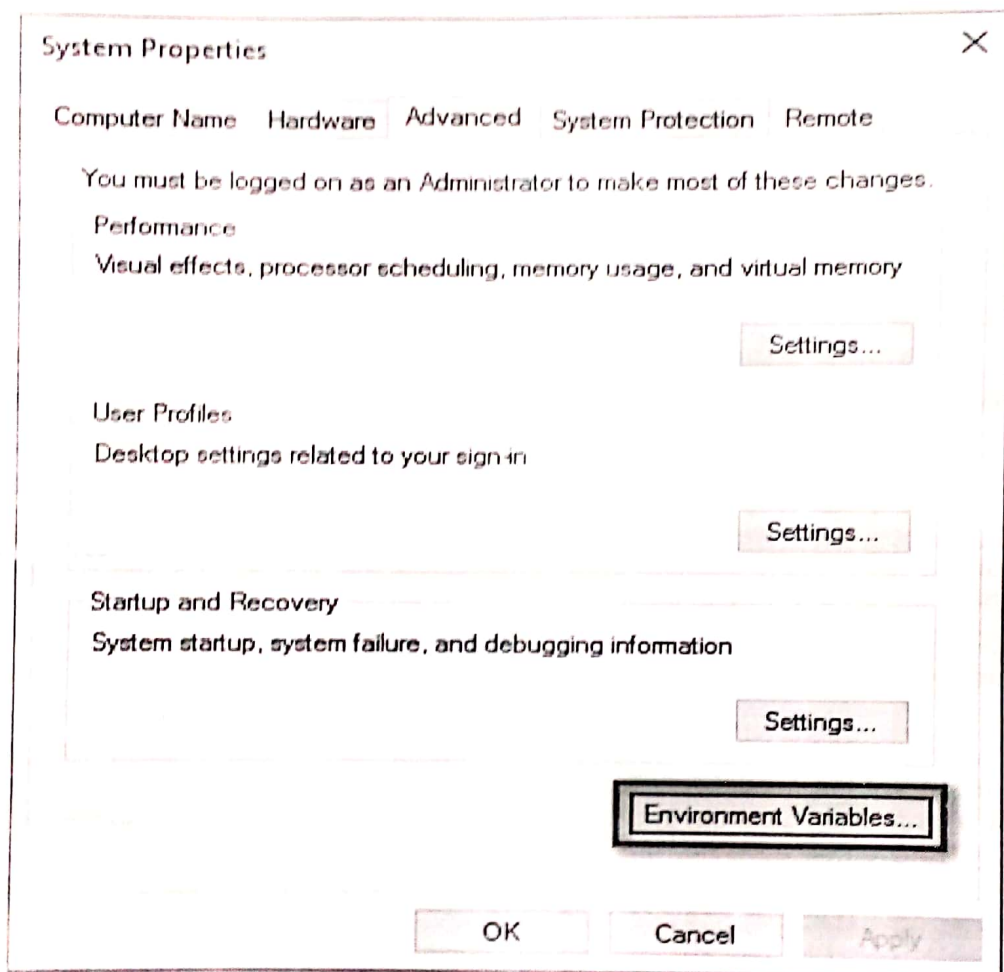 System Properties
Computer Name Hardware Advanced System Protection Remote
You must be logged on as an Administrator to make most of these changes.
Performance
Visual effects, processor scheduling, memory usage, and virtual memory
Settings...
User Profiles
Desktop settings related to your sign-in
Settings...
Startup and Recovery
System startup, system failure, and debugging information
Settings...
Environment Variables...
OK Cancel Apply